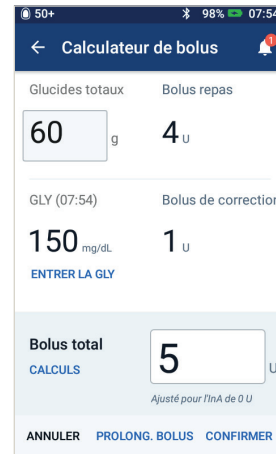 50+ 98% 07:54
← Calculateur de bolus 1
Glucides totaux Bolus repas
60 g 4 U
GLY (07:54) Bolus de correction
150 mg/dL 1 U
ENTRER LA GLY
Bolus total 5 U
CALCULS
Ajusté pour l'InA de 0 U
ANNULER PROLONG. BOLUS CONFIRMER